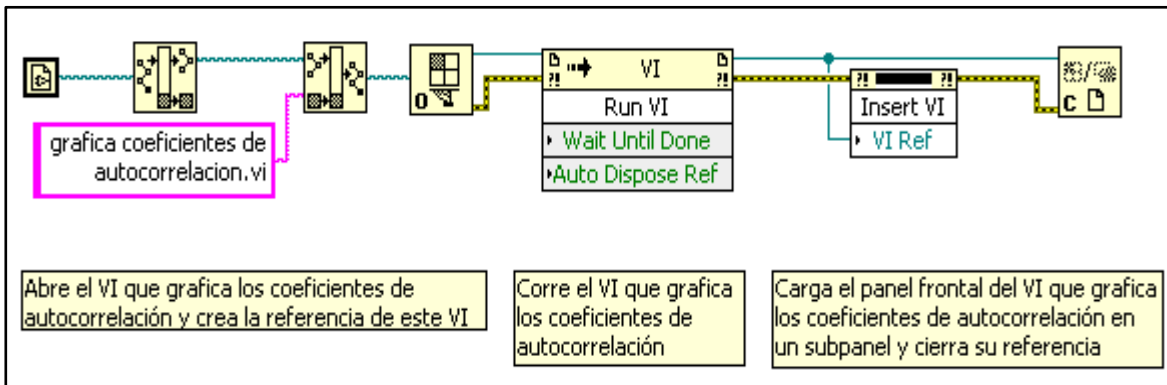 grafica coeficientes de
autocorrelacion.vi
O
?!
VI
?!
Run VI
Wait Until Done
Auto Dispose Ref
?!
?!
Insert VI
VI Ref
?!
C
Abre el VI que grafica los coeficientes de
autocorrelación y crea la referencia de este VI
Corre el VI que grafica
los coeficientes de
autocorrelación
Carga el panel frontal del VI que grafica
los coeficientes de autocorrelación en
un subpanel y cierra su referencia